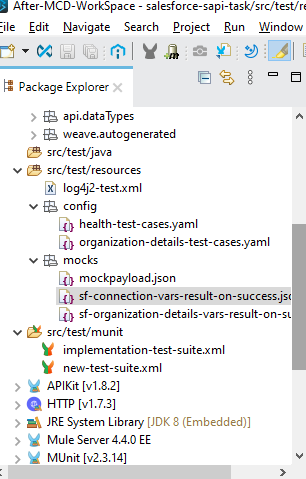 After-MCD-WorkSpace - salesforce-sapi-task/src/test/re
File Edit Navigate Search Project Run Wind
Package Explorer
api.dataTypes
weave.autogenerated
src/test/java
src/test/resources
log4j2-test.xml
config
health-test-cases.yaml
organization-details-test-cases.yaml
mocks
mockpayload.json
sf-connection-vars-result-on-success.jso
sf-organization-details-vars-result-on-su
src/test/munit
implementation-test-suite.xml
new-test-suite.xml
APIKit [v1.8.2]
HTTP [v1.7.3]
JRE System Library [JDK 8 (Embedded)]
Mule Server 4.4.0 EE
MUnit [v2.3.14]